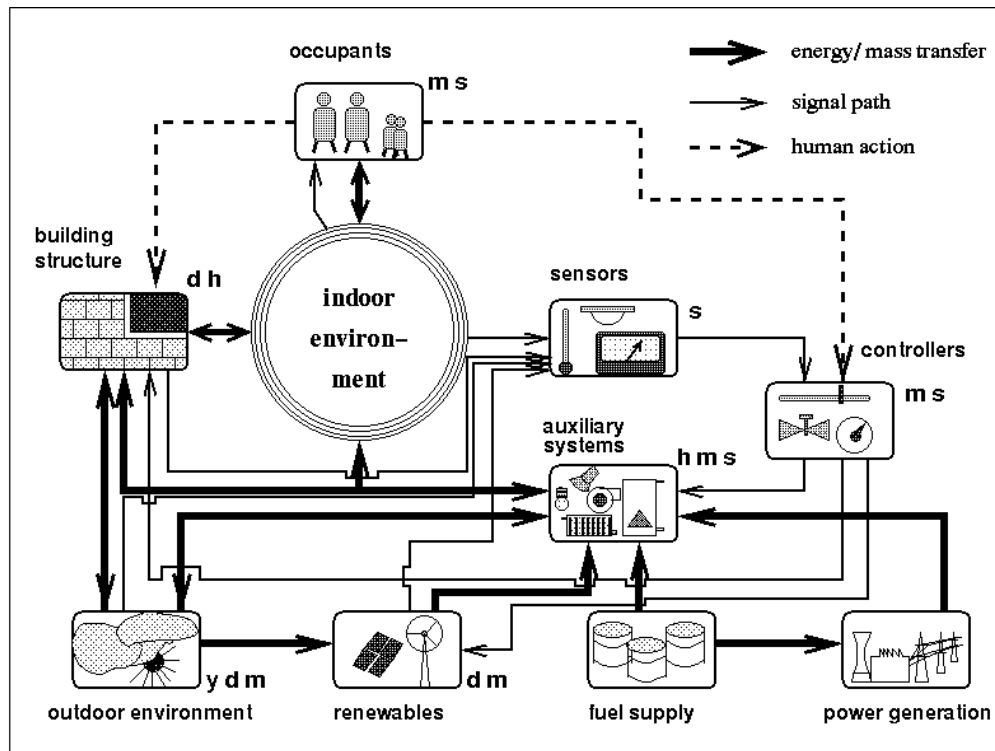 occupants
m s
energy/ mass transfer
signal path
human action
building
structure
d h
indoor
environ–
ment
sensors
s
controllers
m s
auxiliary
systems
h m s
y d m
d m
outdoor environment
renewables
fuel supply
power generation